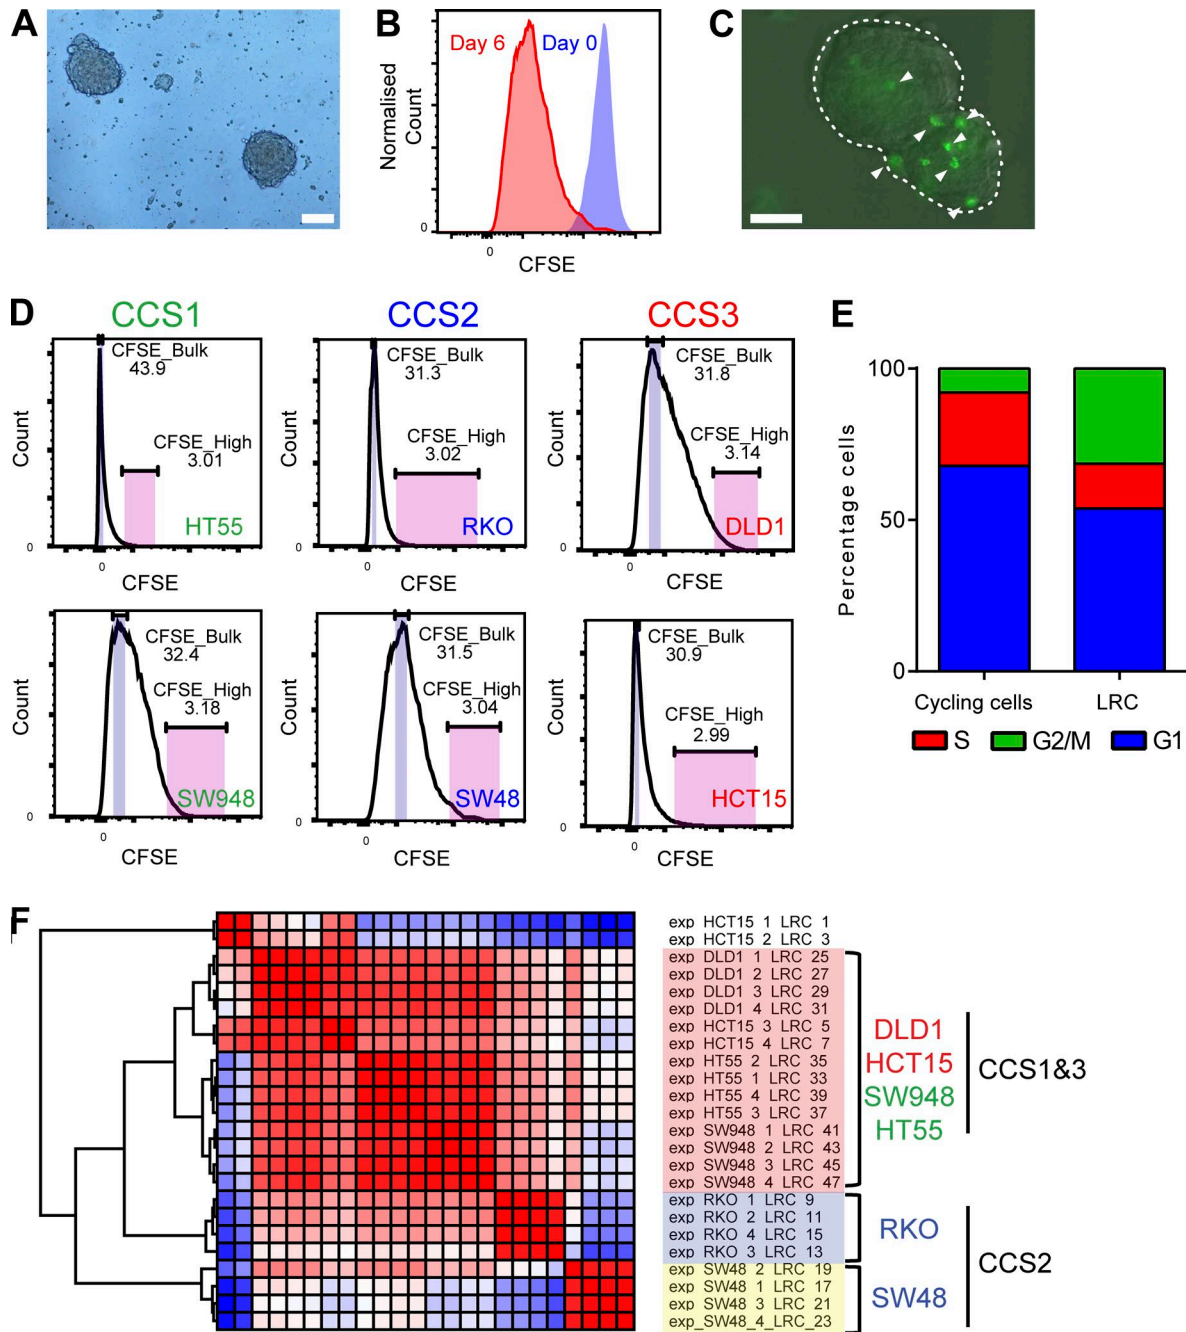 A
B
C
Day 6
Day 0
Normalised
Count
0
0
CFSE
D
CCS1
CCS2
CCS3
E
CFSE_Bulk
43.9
CFSE_High
3.01
HT55
Count
0
0
CFSE
CFSE_Bulk
31.3
CFSE_High
3.02
RKO
Count
0
0
CFSE
CFSE_Bulk
31.8
CFSE_High
3.14
DLD1
Count
0
0
CFSE
CFSE_Bulk
32.4
CFSE_High
3.18
SW948
Count
0
0
CFSE
CFSE_Bulk
31.5
CFSE_High
3.04
SW48
Count
0
0
CFSE
CFSE_Bulk
30.9
CFSE_High
2.99
HCT15
Count
0
0
CFSE
Percentage cells
100
50
0
Cycling cells
LRC
S
G2/M
G1
F
exp HCT15 1 LRC 1
exp HCT15 2 LRC 3
exp DLD1 1 LRC 25
exp DLD1 2 LRC 27
exp DLD1 3 LRC 29
exp DLD1 4 LRC 31
exp HCT15 3 LRC 5
exp HCT15 4 LRC 7
exp HT55 2 LRC 35
exp HT55 1 LRC 33
exp HT55 4 LRC 39
exp HT55 3 LRC 37
exp SW948 1 LRC 41
exp SW948 2 LRC 43
exp SW948 3 LRC 45
exp SW948 4 LRC 47
exp RKO 1 LRC 9
exp RKO 2 LRC 11
exp RKO 4 LRC 15
exp RKO 3 LRC 13
exp SW48 2 LRC 19
exp SW48 1 LRC 17
exp SW48 3 LRC 21
exp_SW48_4_LRC_23
DLD1
HCT15
SW948
HT55
CCS1&3
RKO
SW48
CCS2